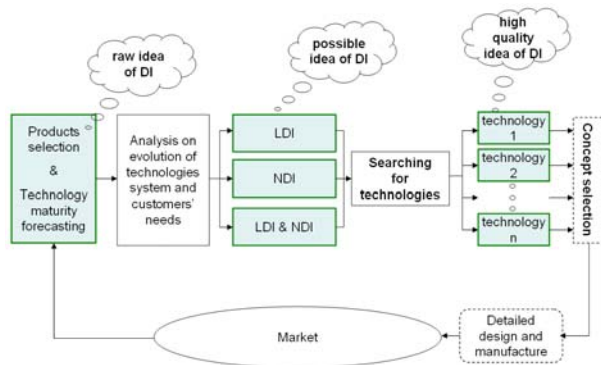 raw idea
of DI
possible
idea of DI
high
quality
idea of DI
Products
selection
&
Technology
maturity
forecasting
Analysis on
evolution of
technologies
system and
customers'
needs
LDI
NDI
LDI & NDI
Searching
for
technologies
technology
1
technology
2
technology
n
Concept selection
Market
Detailed
design and
manufacture